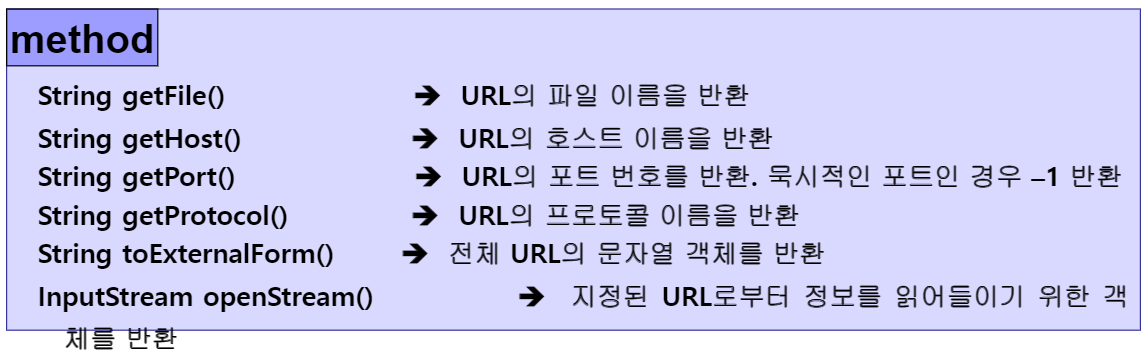 method
String getFile() ➔ URL의 파일 이름을 반환
String getHost() ➔ URL의 호스트 이름을 반환
String getPort() ➔ URL의 포트 번호를 반환. 묵시적인 포트인 경우 –1 반환
String getProtocol() ➔ URL의 프로토콜 이름을 반환
String toExternalForm() ➔ 전체 URL의 문자열 객체를 반환
InputStream openStream() ➔ 지정된 URL로부터 정보를 읽어들이기 위한 객
체를 반환